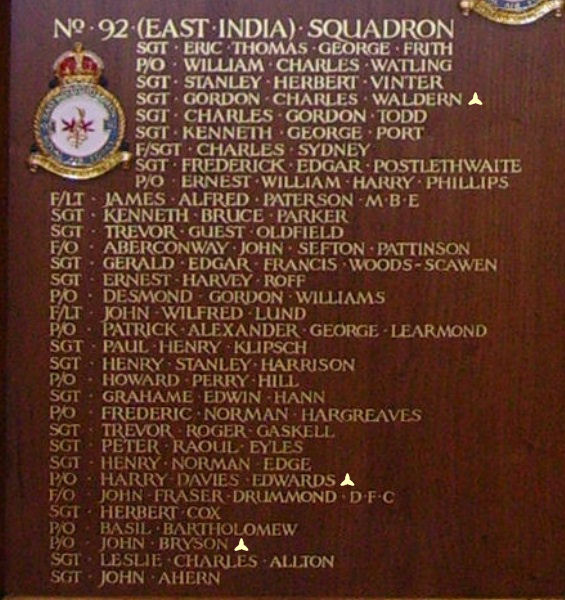 Nº · 92 · (EAST · INDIA) · SQUADRON
SGT · ERIC · THOMAS · GEORGE · FRITH
P/O · WILLIAM · CHARLES · WATLING
SGT · STANLEY · HERBERT · VINTER
SGT · GORDON · CHARLES · WALDERN
SGT · CHARLES · GORDON · TODD
SGT · KENNETH · GEORGE · PORT
F/SGT · CHARLES · SYDNEY
SGT · FREDERICK · EDGAR · POSTLETHWAITE
P/O · ERNEST · WILLIAM · HARRY · PHILLIPS
F/LT · JAMES · ALFRED · PATERSON · M · B · E
SGT · KENNETH · BRUCE · PARKER
SGT · TREVOR · GUEST · OLDFIELD
F/O · ABERCONWAY · JOHN · SEFTON · PATTINSON
SGT · GERALD · EDGAR · FRANCIS · WOODS-SCAWEN
SGT · ERNEST · HARVEY · ROFF
P/O · DESMOND · GORDON · WILLIAMS
F/LT · JOHN · WILFRED · LUND
P/O · PATRICK · ALEXANDER · GEORGE · LEARMOND
SGT · PAUL · HENRY · KLIPSCH
SGT · HENRY · STANLEY · HARRISON
P/O · HOWARD · PERRY · HILL
SGT · GRAHAME · EDWIN · HANN
P/O · FREDERIC · NORMAN · HARGREAVES
SGT · TREVOR · ROGER · GASKELL
SGT · PETER · RAOUL · EYLES
SGT · HENRY · NORMAN · EDGE
P/O · HARRY · DAVIES · EDWARDS
F/O · JOHN · FRASER · DRUMMOND · D · F · C
SGT · HERBERT · COX
P/O · BASIL · BARTHOLOMEW
P/O · JOHN · BRYSON
SGT · LESLIE · CHARLES · ALLTON
SGT · JOHN · AHERN